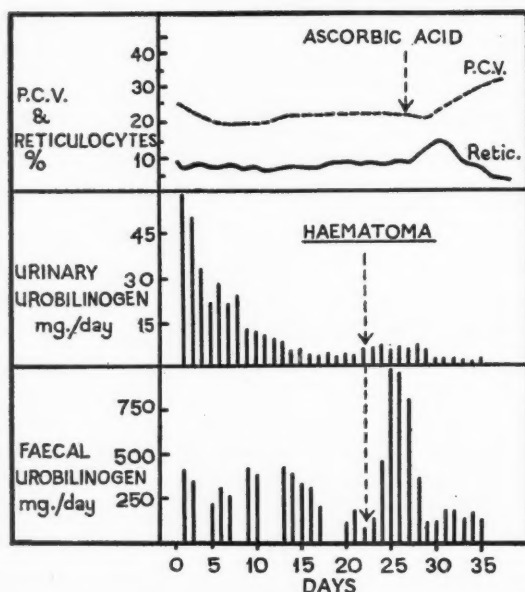 ASCORBIC ACID
P.C.V.
Retic.
P.C.V.
&
RETICULOCYTES
%
40
30
20
10
HAEMATOMA
URINARY
UROBILINOGEN
mg./day
45
30
15
FAECAL
UROBILINOGEN
mg./day
750
500
250
0 5 10 15 20 25 30 35
DAYS